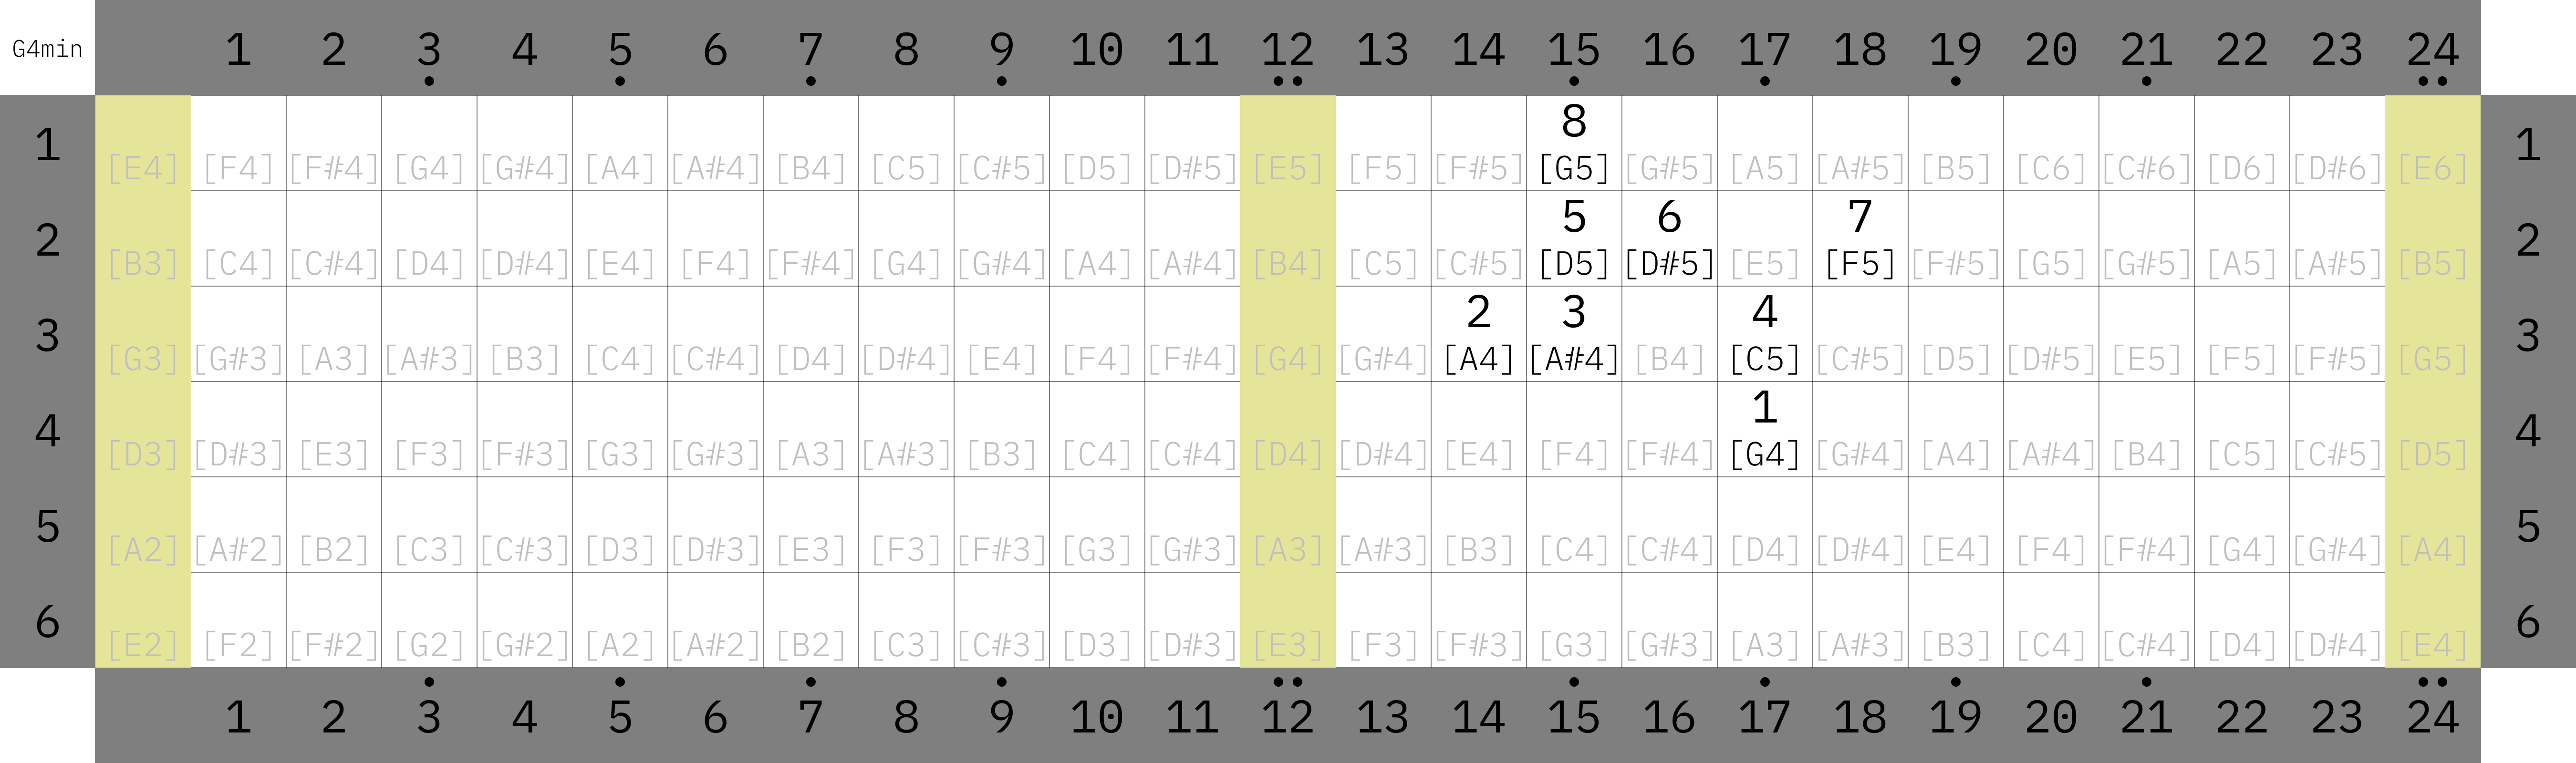 G4min 1 2 3 4 5 6 7 8 9 10 11 12 13 14 15 16 17 18 19 20 21 22 23 24
8
1 [E4] [F4] [F#4] [G4] [G#4] [A4] [A#4] [B4] [C5] [C#5] [D5] [D#5] [E5] [F5] [F#5] [G5] [G#5] [A5] [A#5] [B5] [C6] [C#6] [D6] [D#6] [E6] 1
5 6 7
2 [B3] [C4] [C#4] [D4] [D#4] [E4] [F4] [F#4] [G4] [G#4] [A4] [A#4] [B4] [C5] [C#5] [D5] [D#5] [E5] [F5] [F#5] [G5] [G#5] [A5] [A#5] [B5] 2
2 3 4
3 [G3] [G#3] [A3] [A#3] [B3] [C4] [C#4] [D4] [D#4] [E4] [F4] [F#4] [G4] [G#4] [A4] [A#4] [B4] [C5] [C#5] [D5] [D#5] [E5] [F5] [F#5] [G5] 3
1
4 [D3] [D#3] [E3] [F3] [F#3] [G3] [G#3] [A3] [A#3] [B3] [C4] [C#4] [D4] [D#4] [E4] [F4] [F#4] [G4] [G#4] [A4] [A#4] [B4] [C5] [C#5] [D5] 4
5 [A2] [A#2] [B2] [C3] [C#3] [D3] [D#3] [E3] [F3] [F#3] [G3] [G#3] [A3] [A#3] [B3] [C4] [C#4] [D4] [D#4] [E4] [F4] [F#4] [G4] [G#4] [A4] 5
6 [E2] [F2] [F#2] [G2] [G#2] [A2] [A#2] [B2] [C3] [C#3] [D3] [D#3] [E3] [F3] [F#3] [G3] [G#3] [A3] [A#3] [B3] [C4] [C#4] [D4] [D#4] [E4] 6
1 2 3 4 5 6 7 8 9 10 11 12 13 14 15 16 17 18 19 20 21 22 23 24